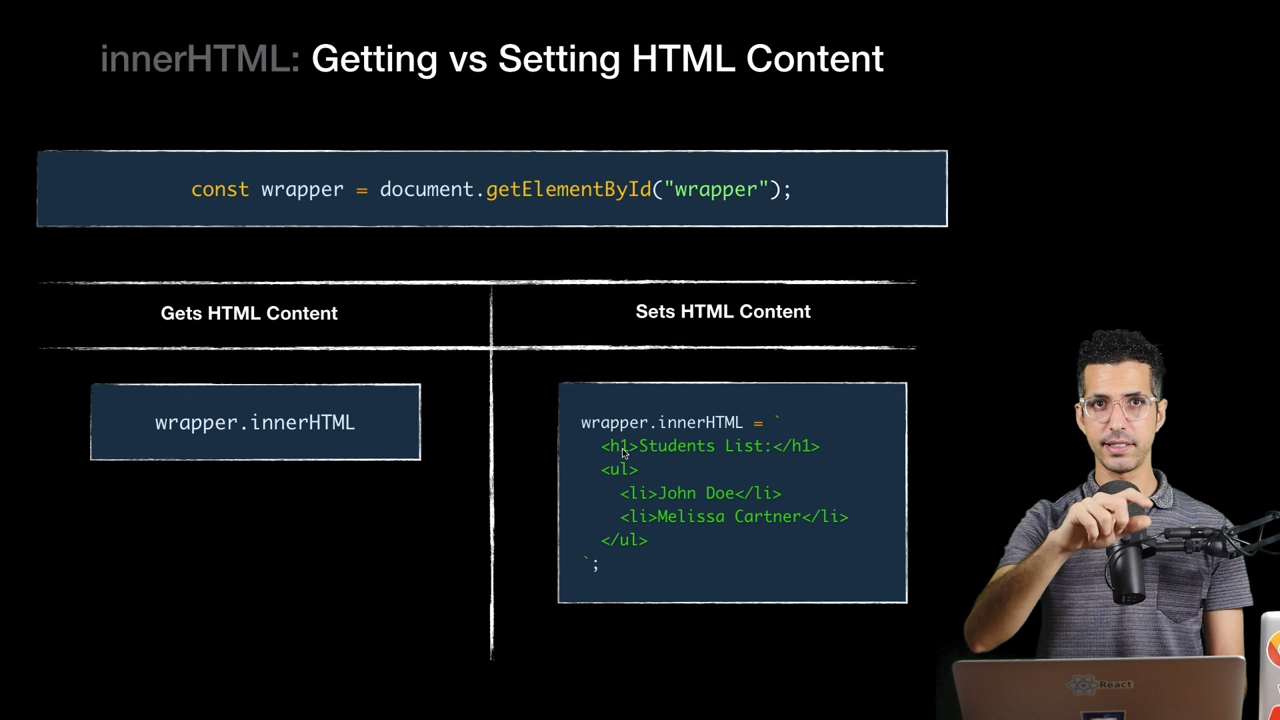 innerHTML: Getting vs Setting HTML Content
const wrapper = document.getElementById("wrapper");
Gets HTML Content
Sets HTML Content
wrapper.innerHTML
wrapper.innerHTML = `
<h1>Students List:</h1>
<ul>
<li>John Doe</li>
<li>Melissa Cartner</li>
</ul>
`;
React